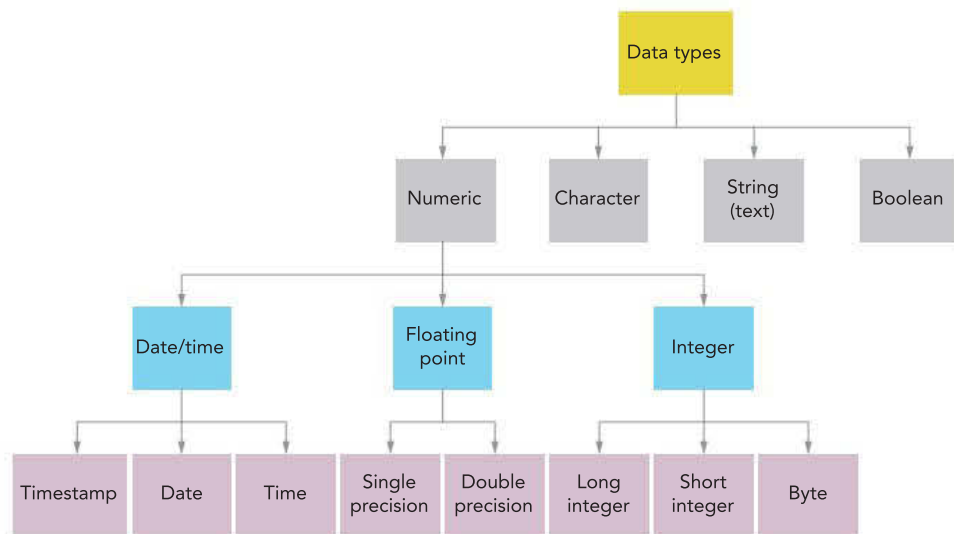 Data types
Numeric
Character
String
(text)
Boolean
Date/time
Floating
point
Integer
Timestamp
Date
Time
Single
precision
Double
precision
Long
integer
Short
integer
Byte